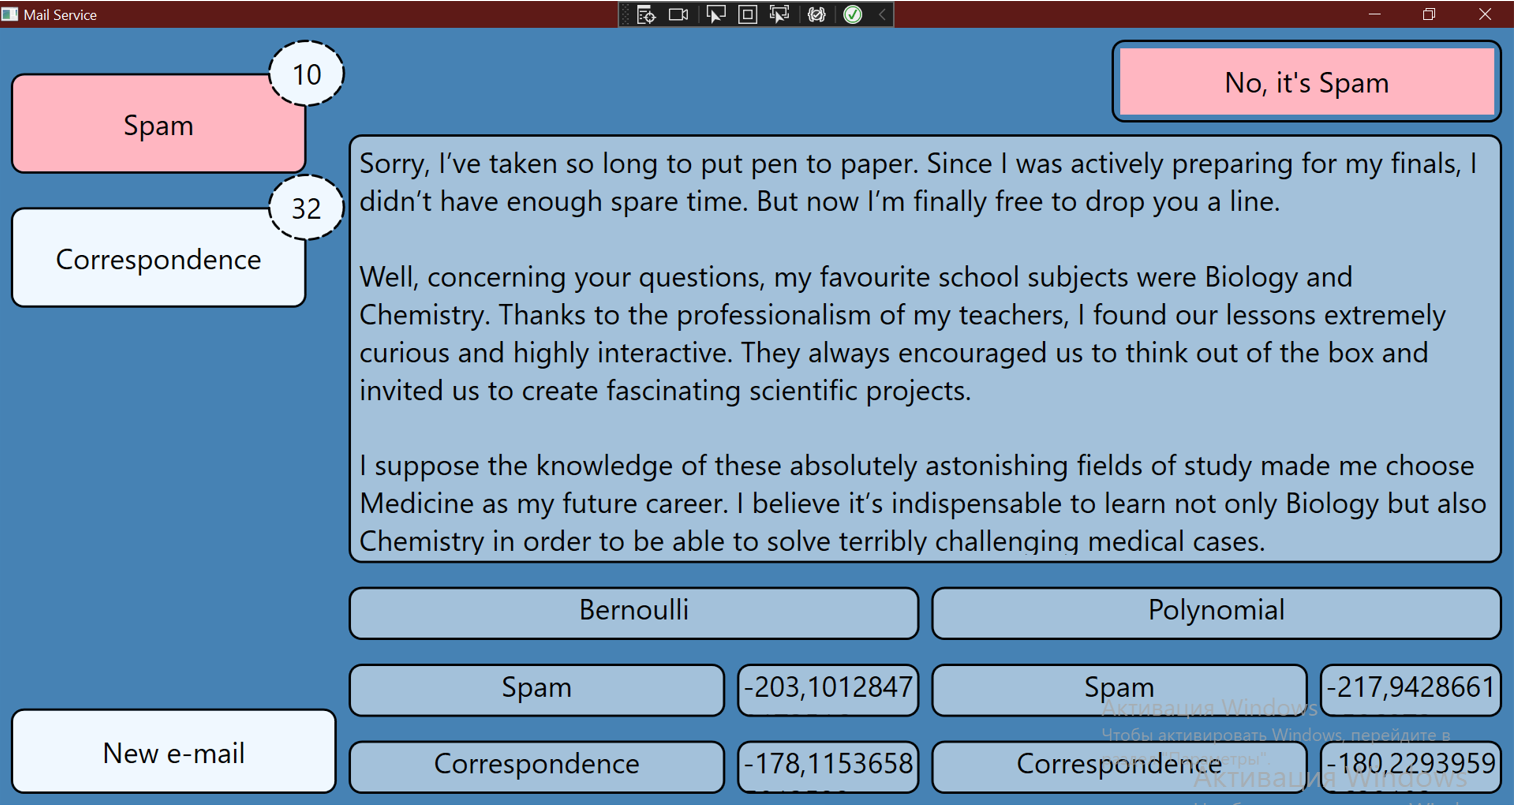 Mail Service
10
Spam
32
Correspondence
New e-mail
No, it's Spam
Sorry, I’ve taken so long to put pen to paper. Since I was actively preparing for my finals, I
didn’t have enough spare time. But now I’m finally free to drop you a line.
Well, concerning your questions, my favourite school subjects were Biology and
Chemistry. Thanks to the professionalism of my teachers, I found our lessons extremely
curious and highly interactive. They always encouraged us to think out of the box and
invited us to create fascinating scientific projects.
I suppose the knowledge of these absolutely astonishing fields of study made me choose
Medicine as my future career. I believe it’s indispensable to learn not only Biology but also
Chemistry in order to be able to solve terribly challenging medical cases.
Bernoulli
Polynomial
Spam
-203,1012847
Spam
-217,9428661
Correspondence
-178,1153658
Correspondence
-180,2293959
Активация Windows
Чтобы активировать Windows, перейдите в
"Параметры".
Активация Windows